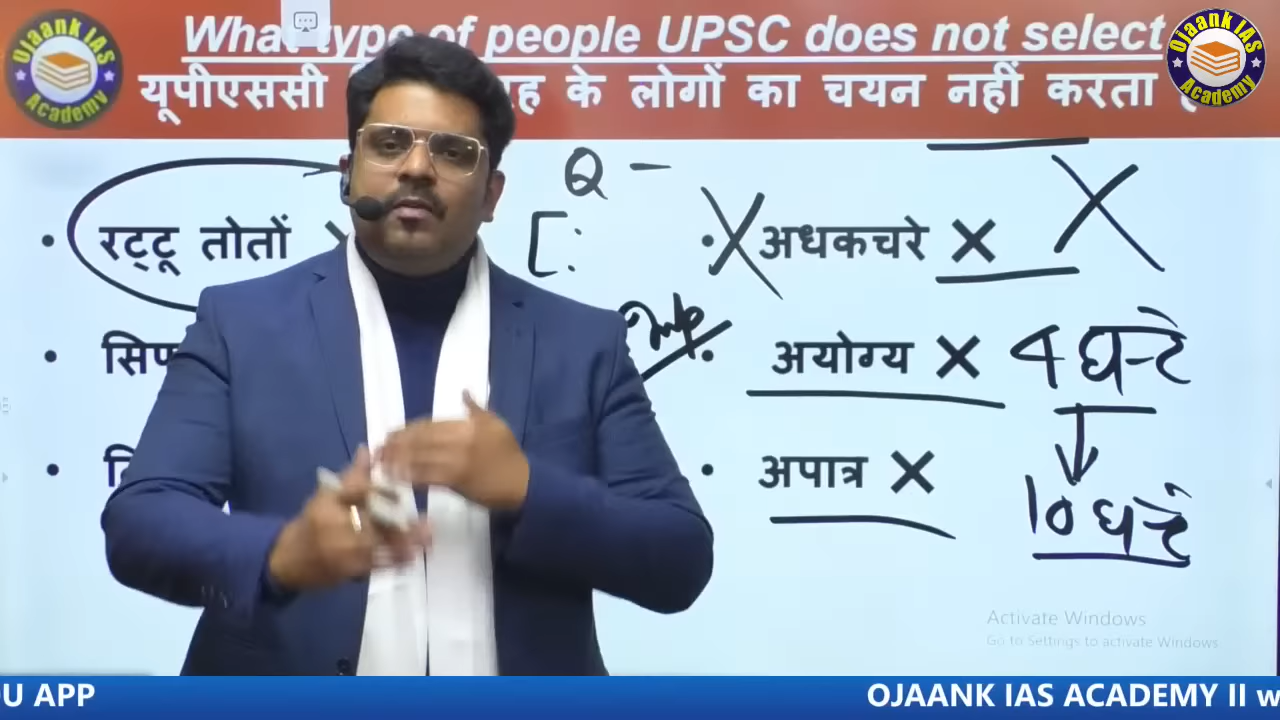 Ojaank IAS Academy
What type of people UPSC does not select
Ojaank IAS Academy
यूपीएससी के लोगों का चयन नहीं करता
Q -
• रट्टू तोतों
• अधकचरे ×
Imp
• अयोग्य ×
4 घन्टे
• अपात्र ×
10 घन्टे
Activate Windows
Go to Settings to activate Windows
U APP
OJAANK IAS ACADEMY II